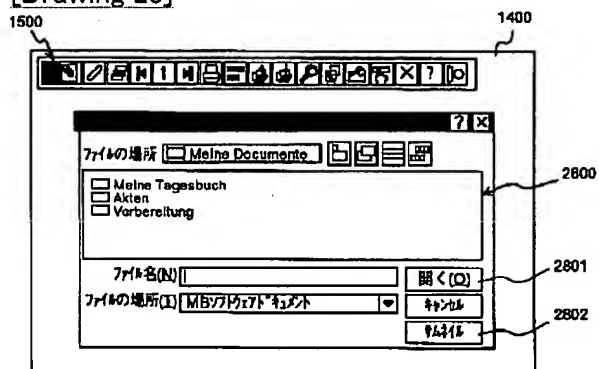 [Drawing 28]
1500
1400
? X
ファイルの場所 Meine Documente
Meine Tagesbuch
Akten
Vorbereitung
2800
ファイル名(N)
開く(O)
2801
ファイルの場所(I) MBソフトウェアドキュメント
キャンセル
サムネイル
2802